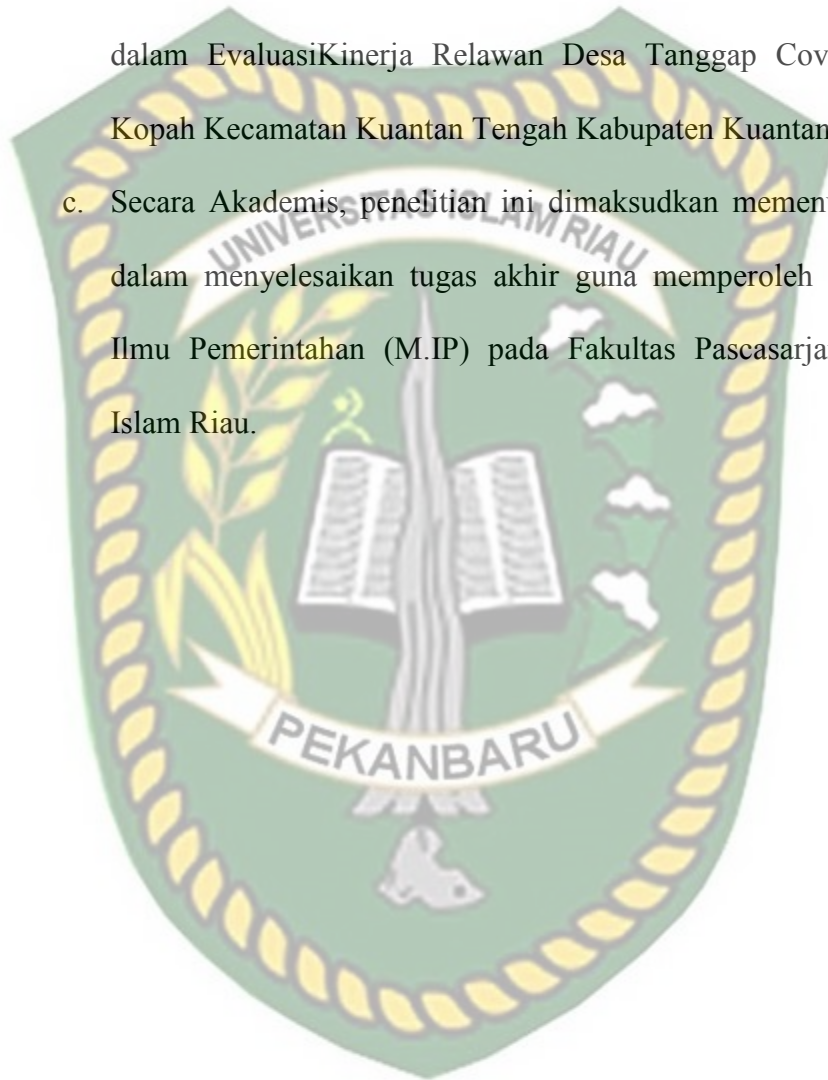 dalam EvaluasiKinerja Relawan Desa Tanggap Cov
Kopah Kecamatan Kuantan Tengah Kabupaten Kuantan
c. Secara Akademis, penelitian ini dimaksudkan memen
UNIVERSITAS ISLAM RIAU
dalam menyelesaikan tugas akhir guna memperoleh
Ilmu Pemerintahan (M.IP) pada Fakultas Pascasarja
Islam Riau.
PEKANBARU